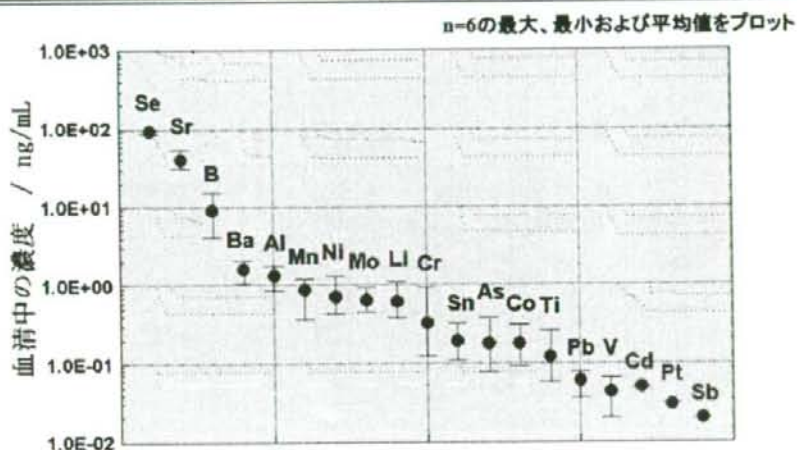 n=6の最大、最小および平均値をプロット
血清中の濃度 / ng/mL
1.0E+03
1.0E+02
1.0E+01
1.0E+00
1.0E-01
1.0E-02
Se
Sr
B
Ba
Al
Mn
Ni
Mo
Li
Cr
Sn
As
Co
Ti
Pb
V
Cd
Pt
Sb